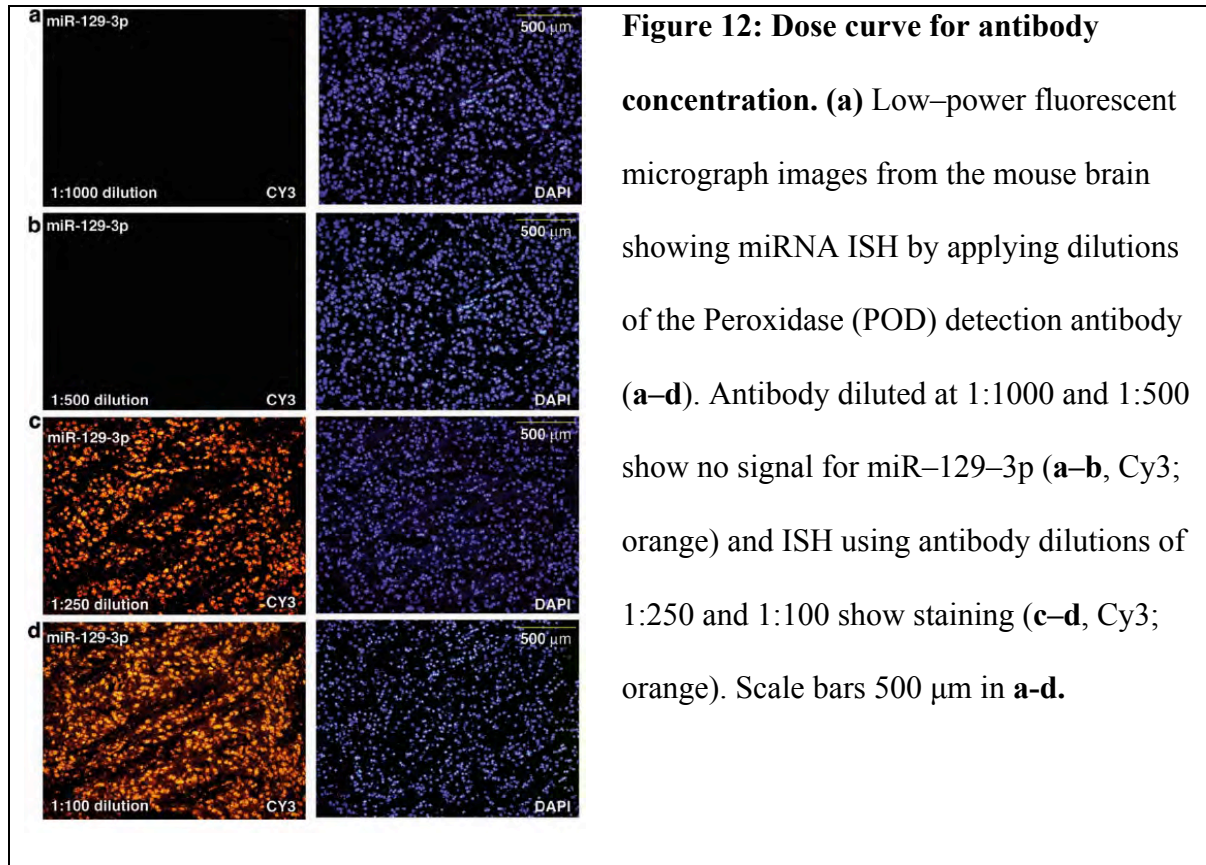 a miR-129-3p
500 μm
1:1000 dilution CY3
DAPI
b miR-129-3p
500 μm
1:500 dilution CY3
DAPI
c miR-129-3p
500 μm
1:250 dilution CY3
DAPI
d miR-129-3p
500 μm
1:100 dilution CY3
DAPI
Figure 12: Dose curve for antibody
concentration. (a) Low–power fluorescent
micrograph images from the mouse brain
showing miRNA ISH by applying dilutions
of the Peroxidase (POD) detection antibody
(a–d). Antibody diluted at 1:1000 and 1:500
show no signal for miR–129–3p (a–b, Cy3;
orange) and ISH using antibody dilutions of
1:250 and 1:100 show staining (c–d, Cy3;
orange). Scale bars 500 μm in a-d.